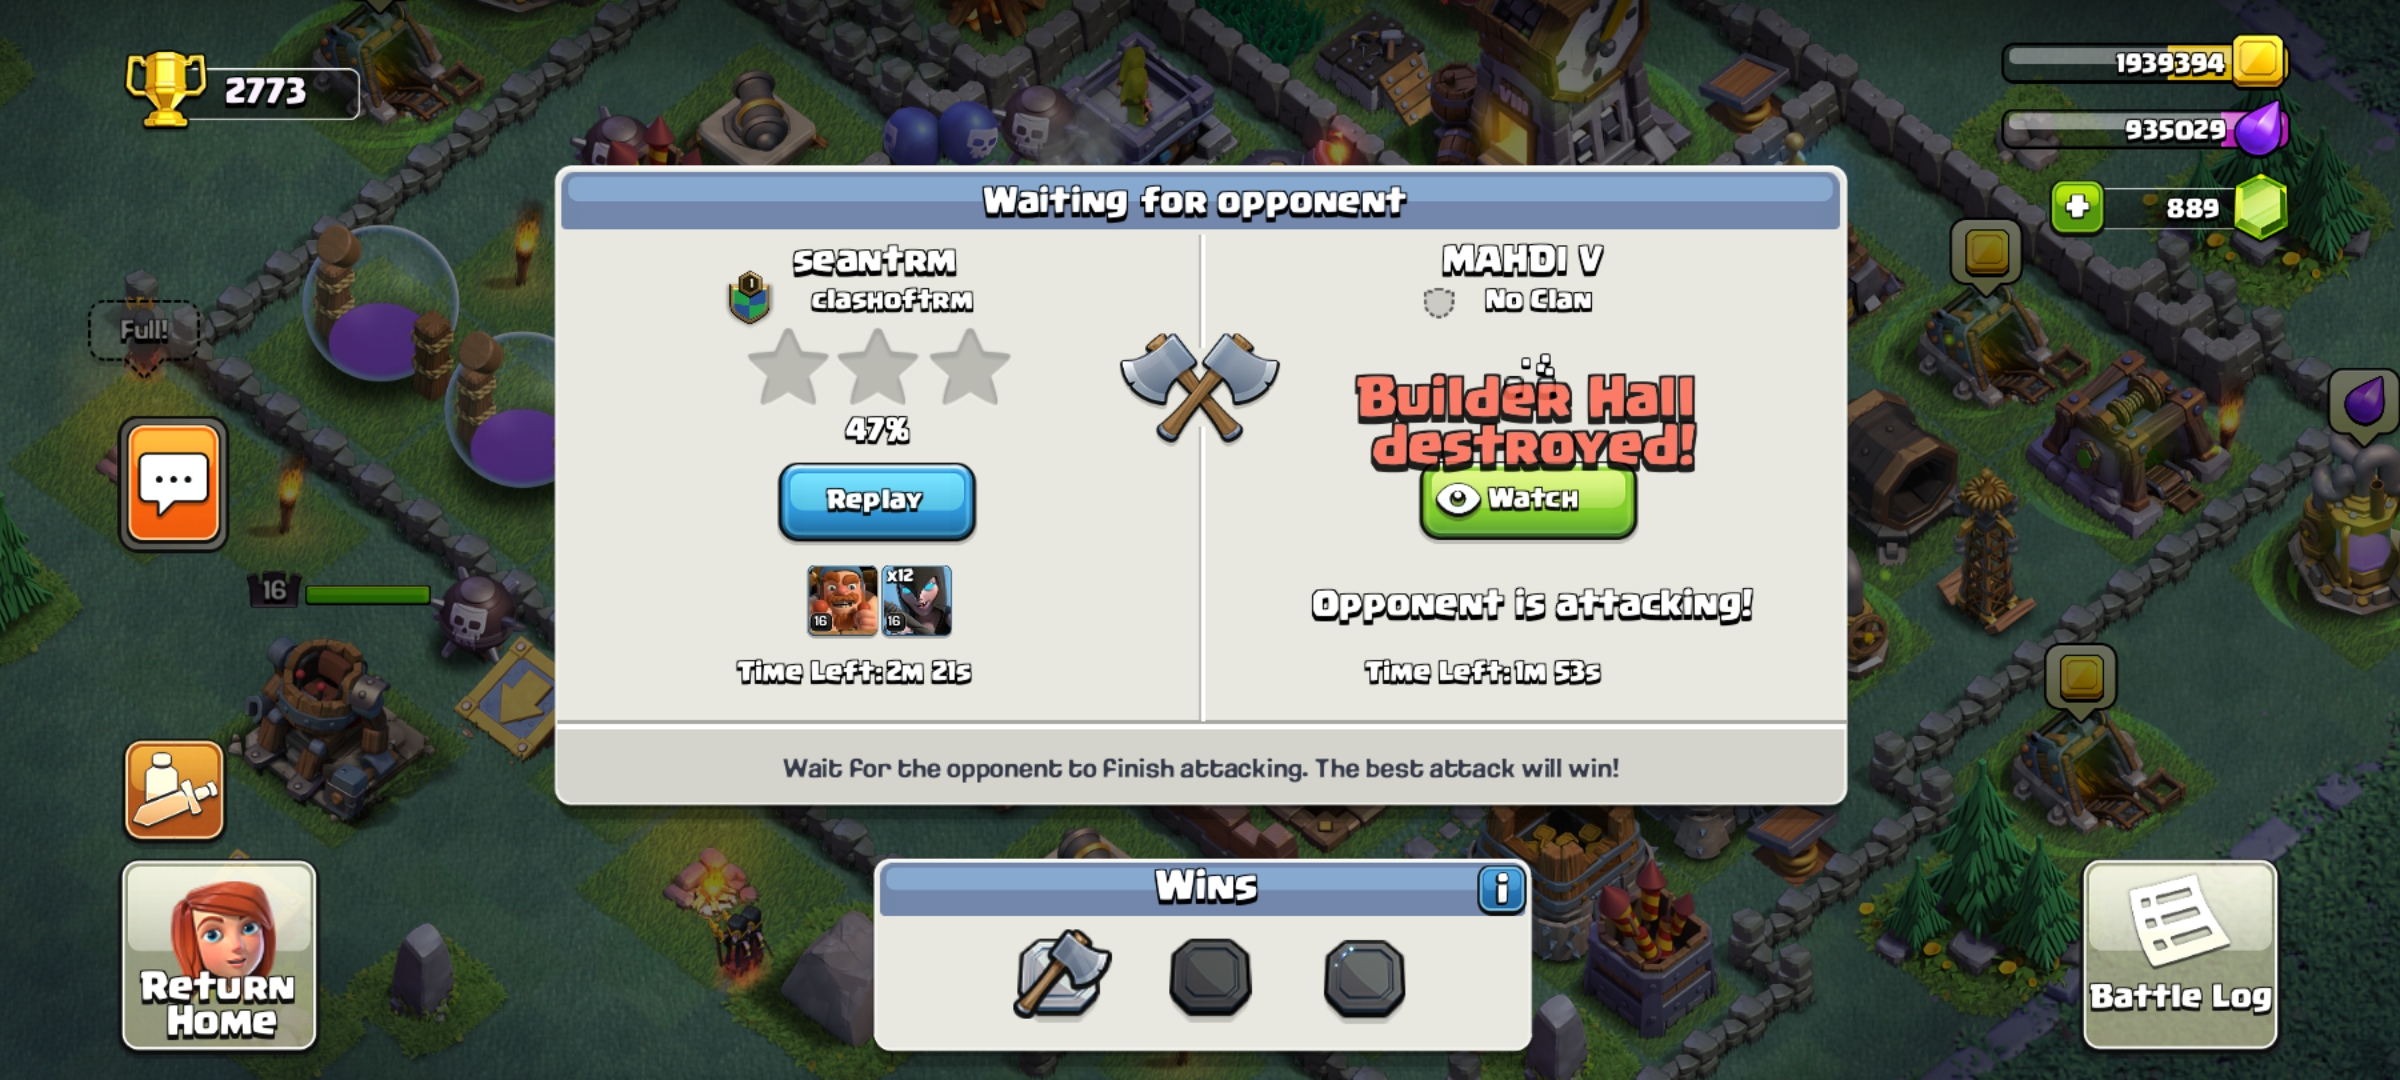 2773
1939394
935029
889
Full!
16
Waiting for opponent
seantrm
1
clashoftrm
47%
Replay
16
x12
16
Time Left:2m 21s
MAHDI V
No Clan
Builder Hall
destroyed!
Watch
Opponent is attacking!
Time Left:1m 53s
Wait for the opponent to finish attacking. The best attack will win!
Wins
i
Return
Home
Battle Log